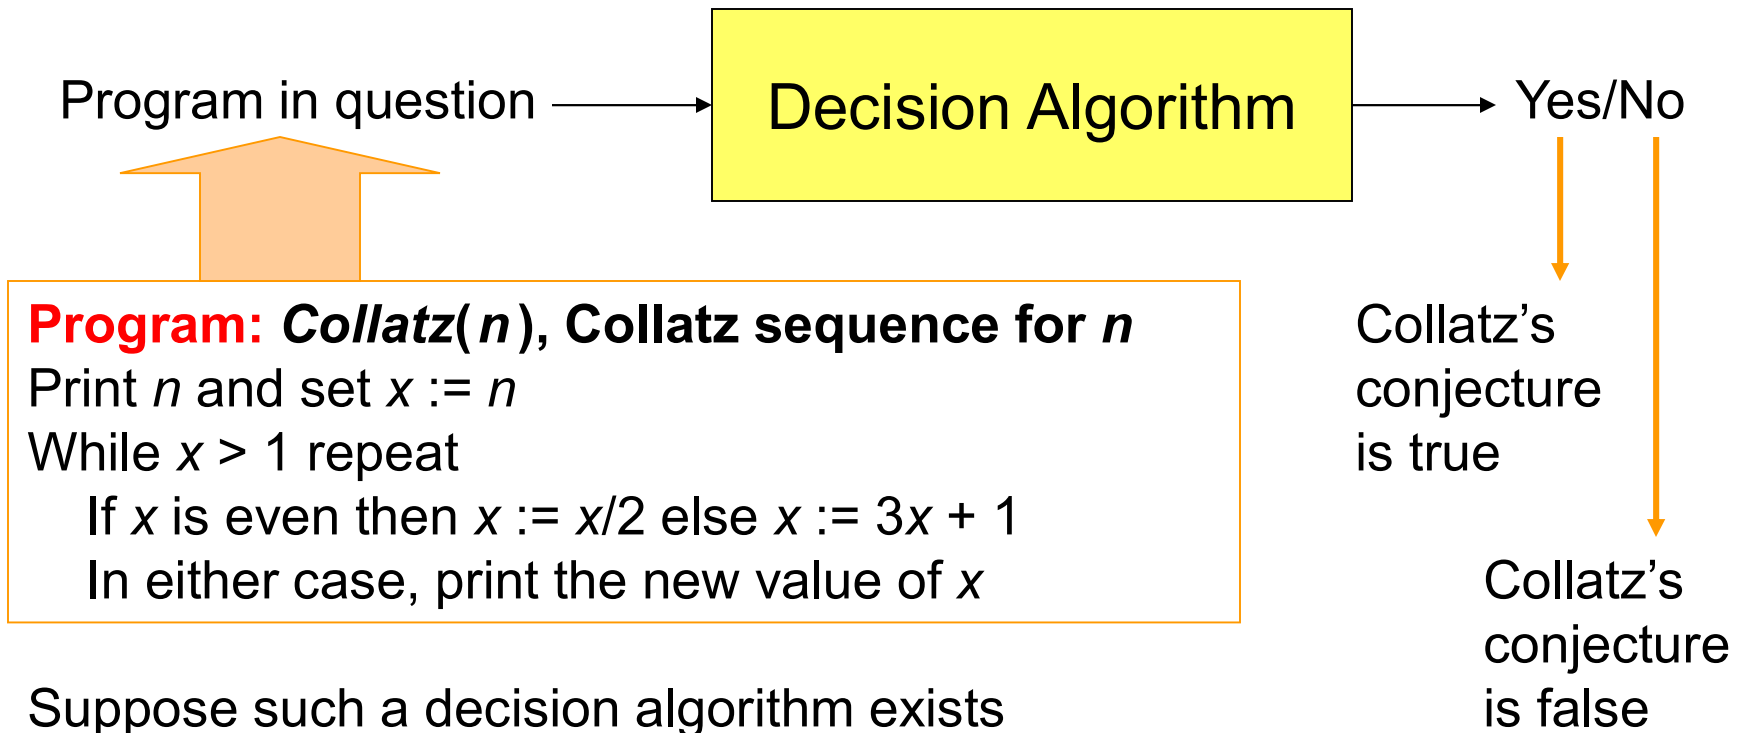 Program in question
Decision Algorithm
Yes/No
Program: Collatz(n), Collatz sequence for n
Print n and set x := n
While x > 1 repeat
If x is even then x := x/2 else x := 3x + 1
In either case, print the new value of x
Collatz’s
conjecture
is true
Collatz’s
conjecture
is false
Suppose such a decision algorithm exists